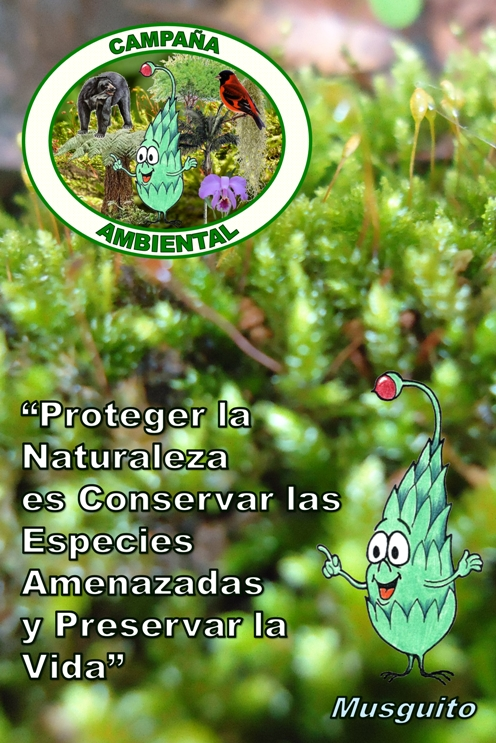 CAMPAÑA
AMBIENTAL
“Proteger la
Naturaleza
es Conservar las
Especies
Amenazadas
y Preservar la
Vida”
Musguito